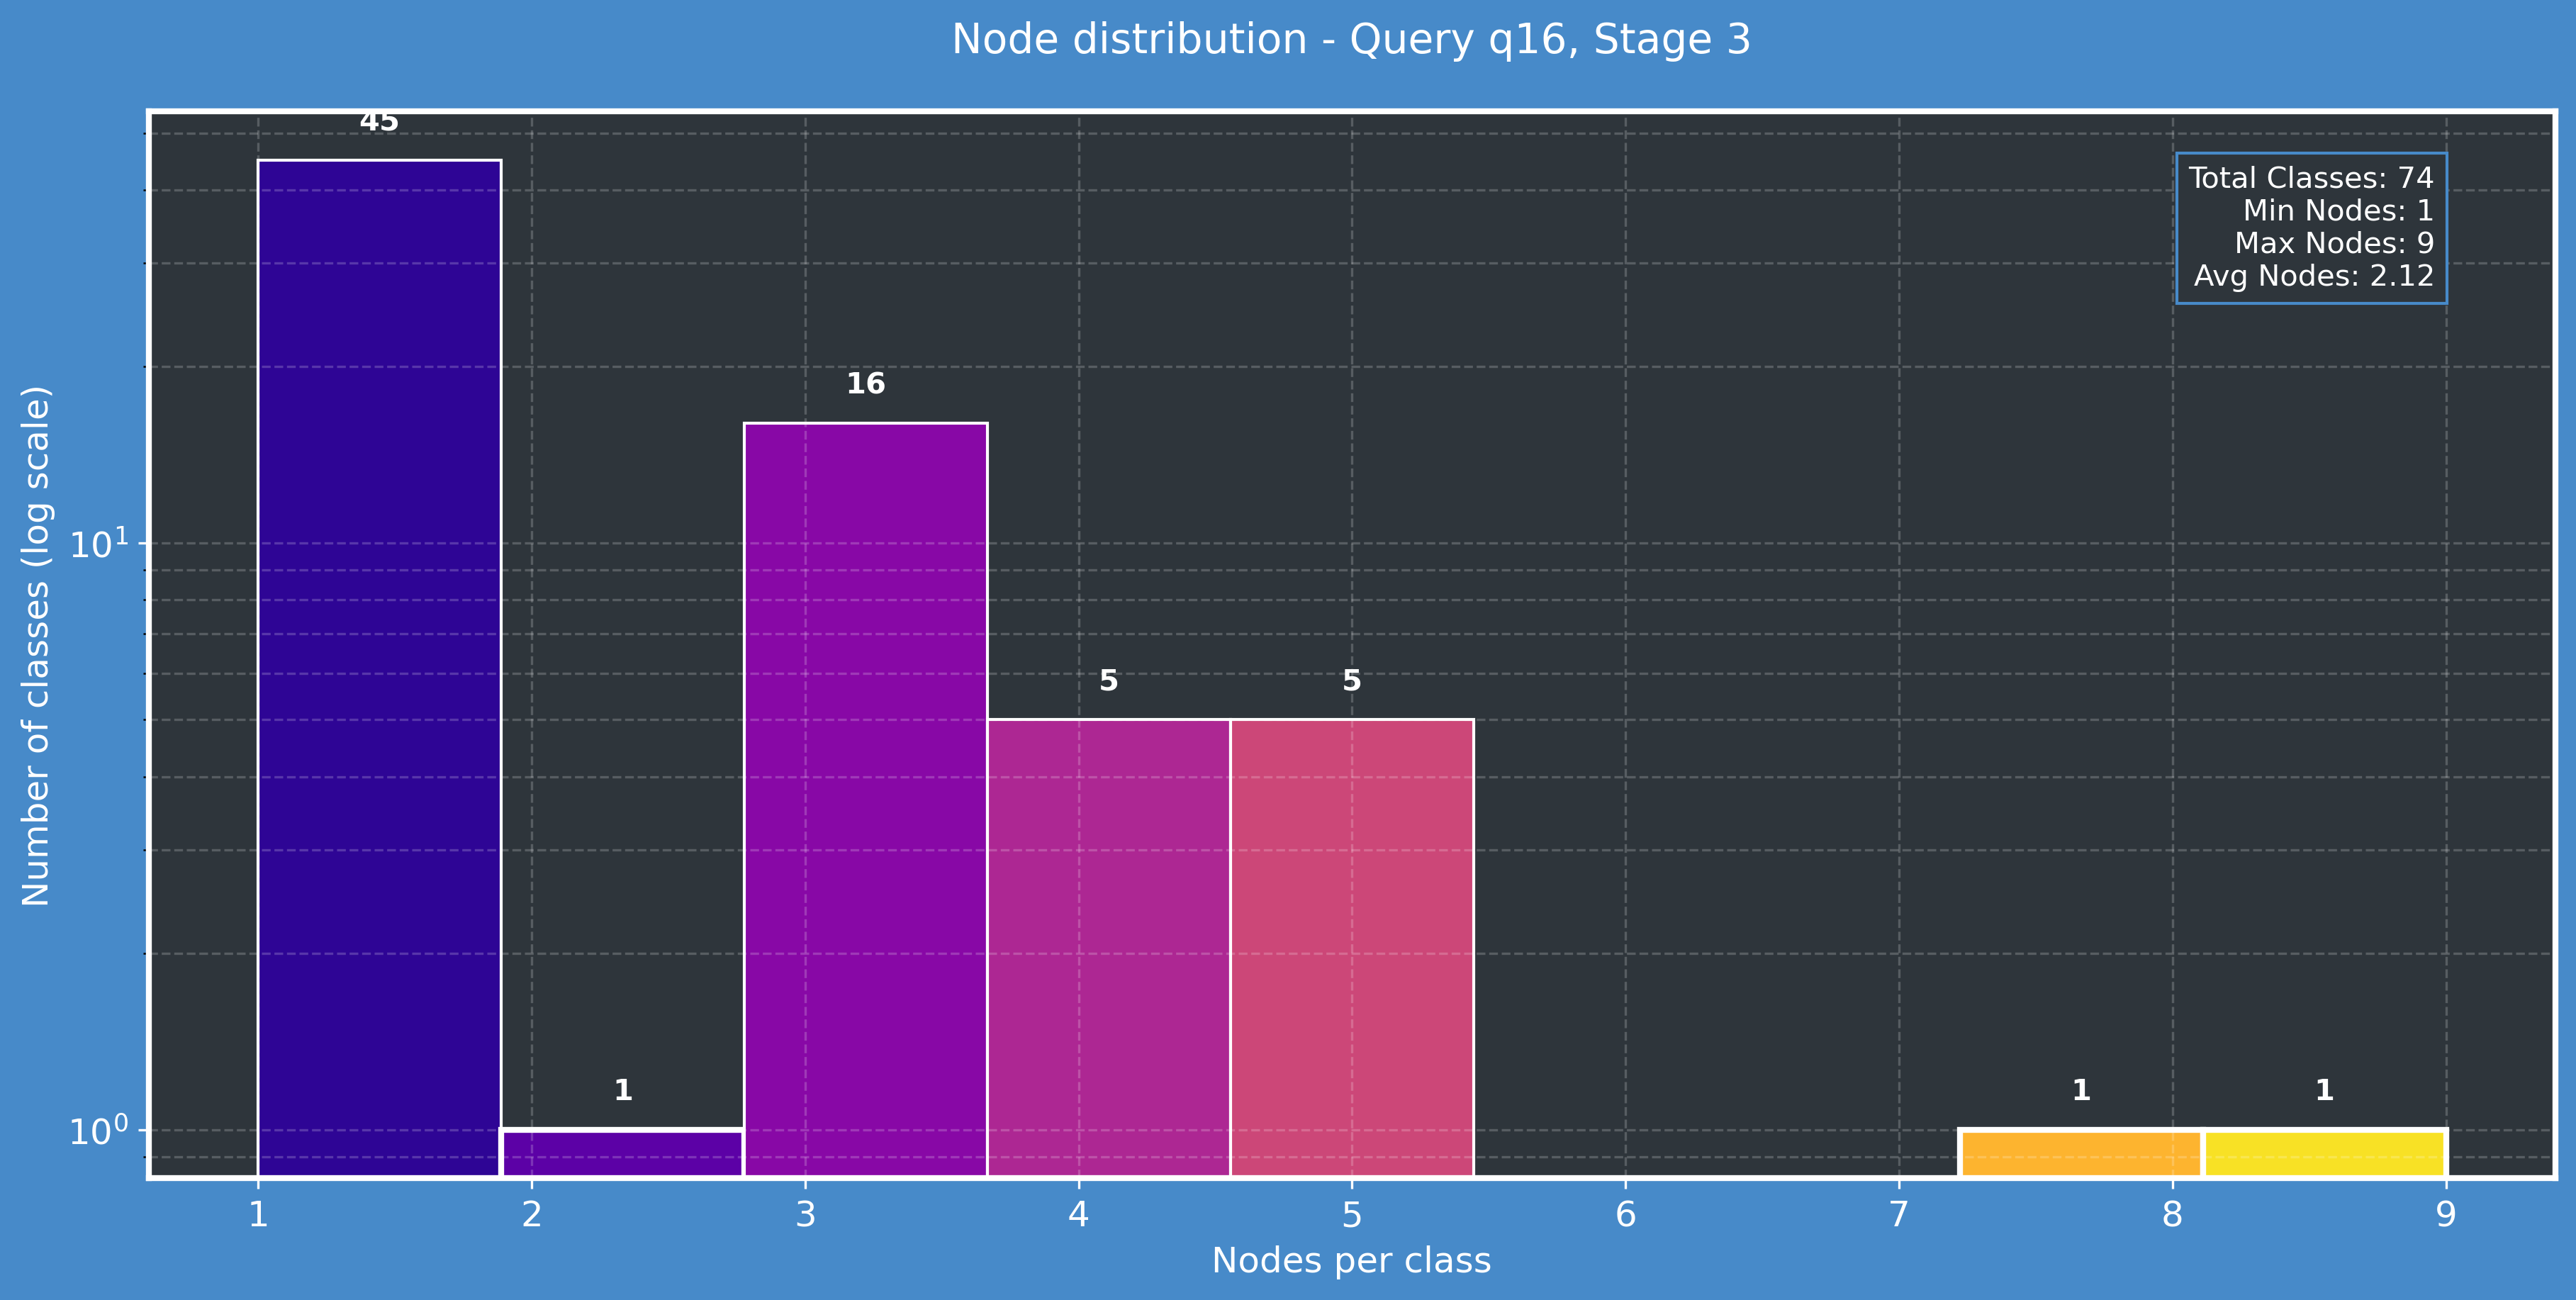 Node distribution - Query q16, Stage 3
45
Total Classes: 74
Min Nodes: 1
Max Nodes: 9
Avg Nodes: 2.12
16
5
5
1
1
1
Number of classes (log scale)
10¹
10⁰
1 2 3 4 5 6 7 8 9
Nodes per class